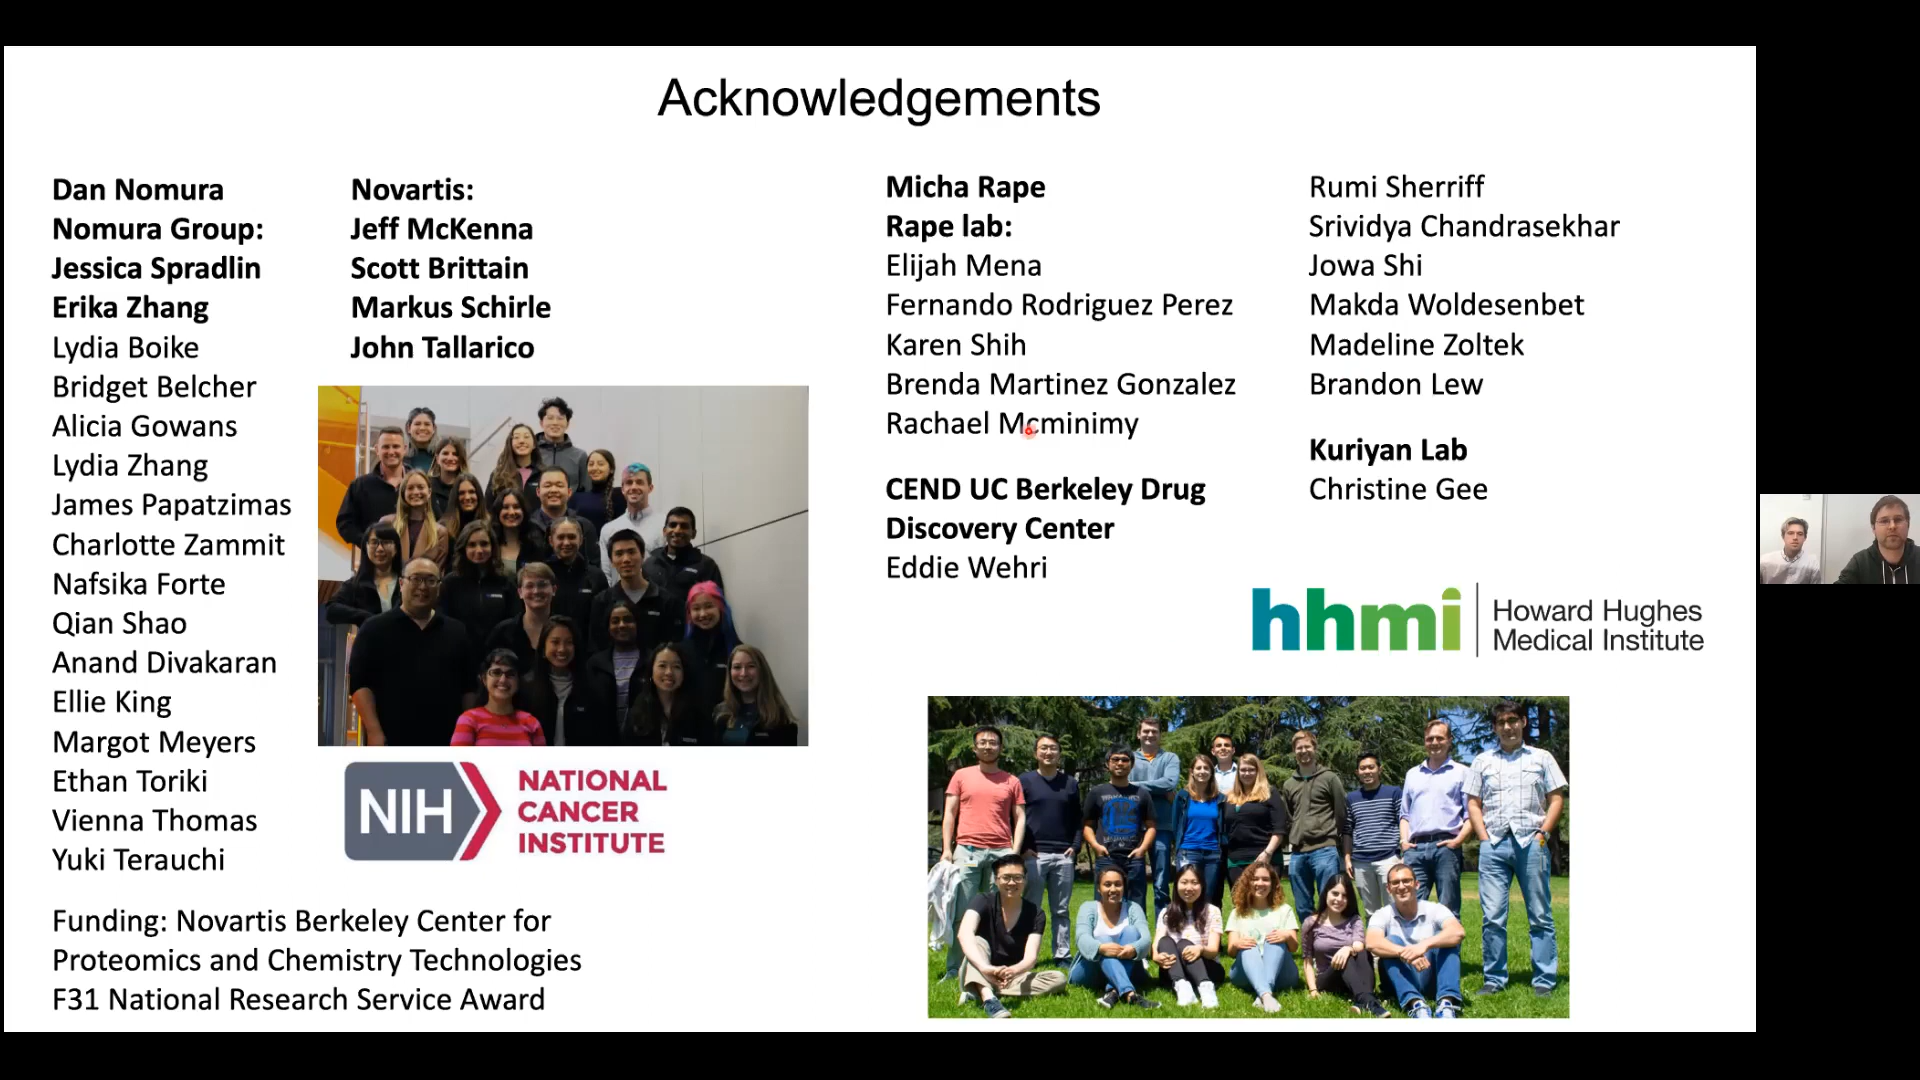 Acknowledgements
Dan Nomura
Nomura Group:
Jessica Spradlin
Erika Zhang
Lydia Boike
Bridget Belcher
Alicia Gowans
Lydia Zhang
James Papatzimas
Charlotte Zammit
Nafsika Forte
Qian Shao
Anand Divakaran
Ellie King
Margot Meyers
Ethan Toriki
Vienna Thomas
Yuki Terauchi
Funding: Novartis Berkeley Center for
Proteomics and Chemistry Technologies
F31 National Research Service Award
Novartis:
Jeff McKenna
Scott Brittain
Markus Schirle
John Tallarico
NIH
NATIONAL
CANCER
INSTITUTE
Micha Rape
Rape lab:
Elijah Mena
Fernando Rodriguez Perez
Karen Shih
Brenda Martinez Gonzalez
Rachael Mcminimy
CEND UC Berkeley Drug
Discovery Center
Eddie Wehri
Rumi Sherriff
Srividya Chandrasekhar
Jowa Shi
Makda Woldesenbet
Madeline Zoltek
Brandon Lew
Kuriyan Lab
Christine Gee
hhmi
Howard Hughes
Medical Institute